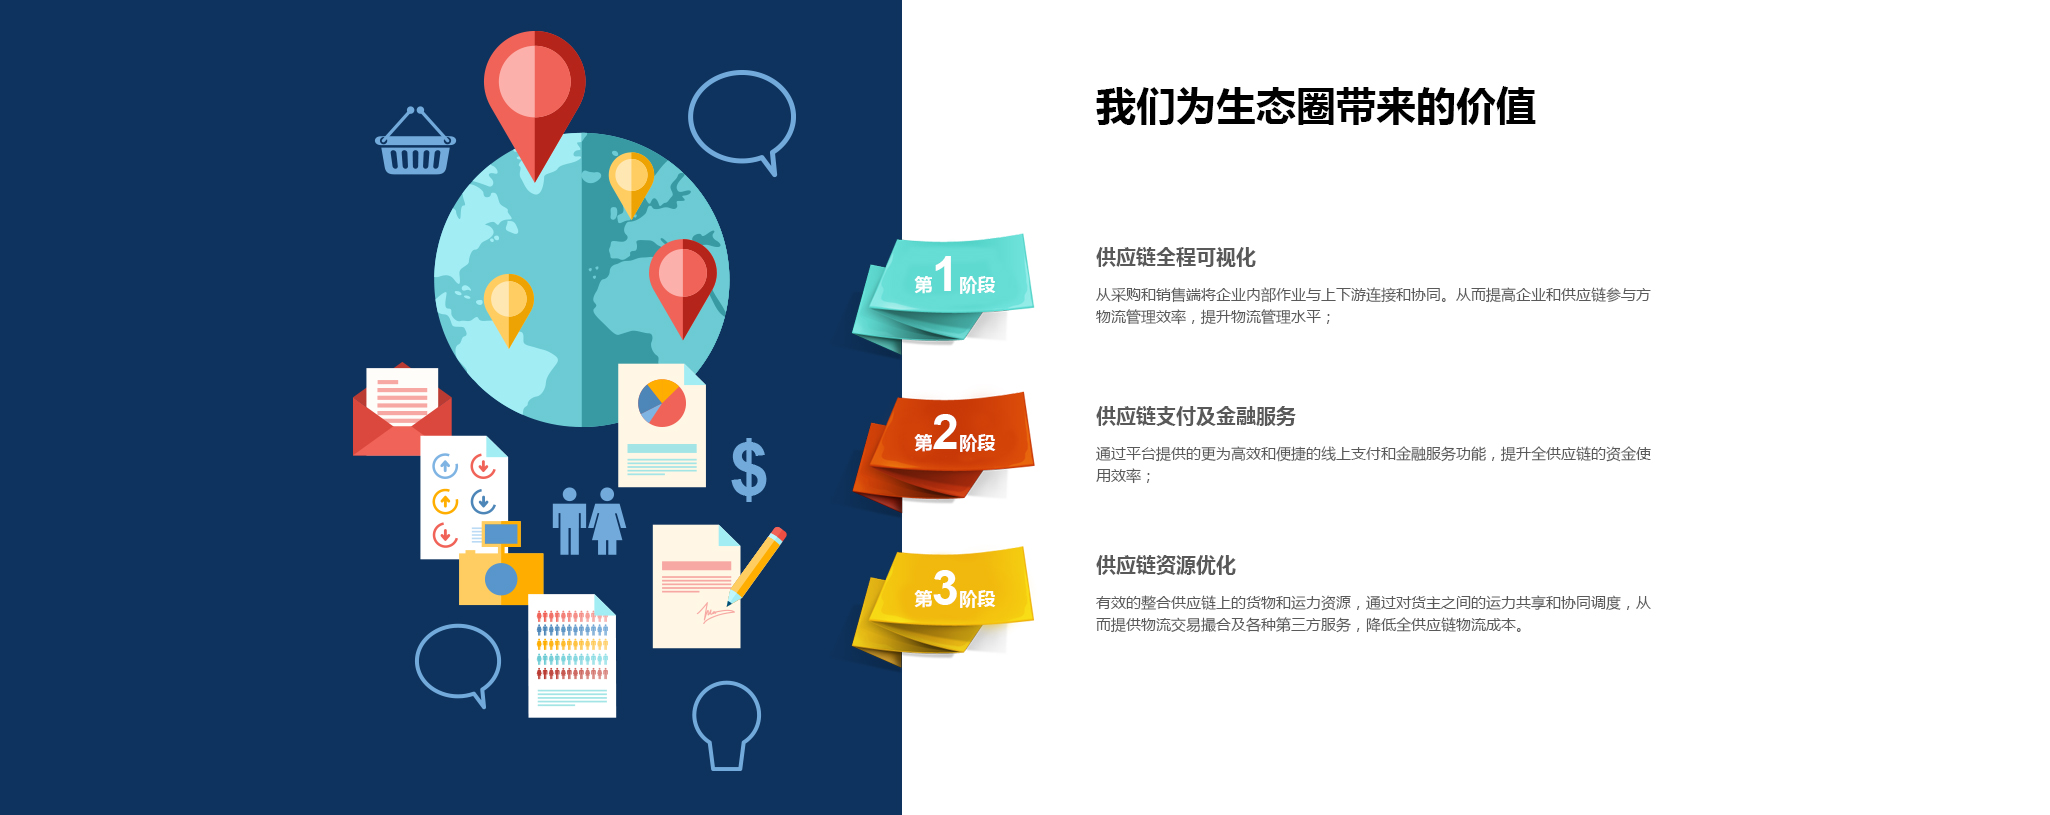 我们为生态圈带来的价值
第1阶段
供应链全程可视化
从采购和销售端将企业内部作业与上下游连接和协同。从而提高企业和供应链参与方
物流管理效率，提升物流管理水平；
第2阶段
供应链支付及金融服务
通过平台提供的更为高效和便捷的线上支付和金融服务功能，提升全供应链的资金使
用效率；
第3阶段
供应链资源优化
有效的整合供应链上的货物和运力资源，通过对货主之间的运力共享和协同调度，从
而提供物流交易撮合及各种第三方服务，降低全供应链物流成本。
$